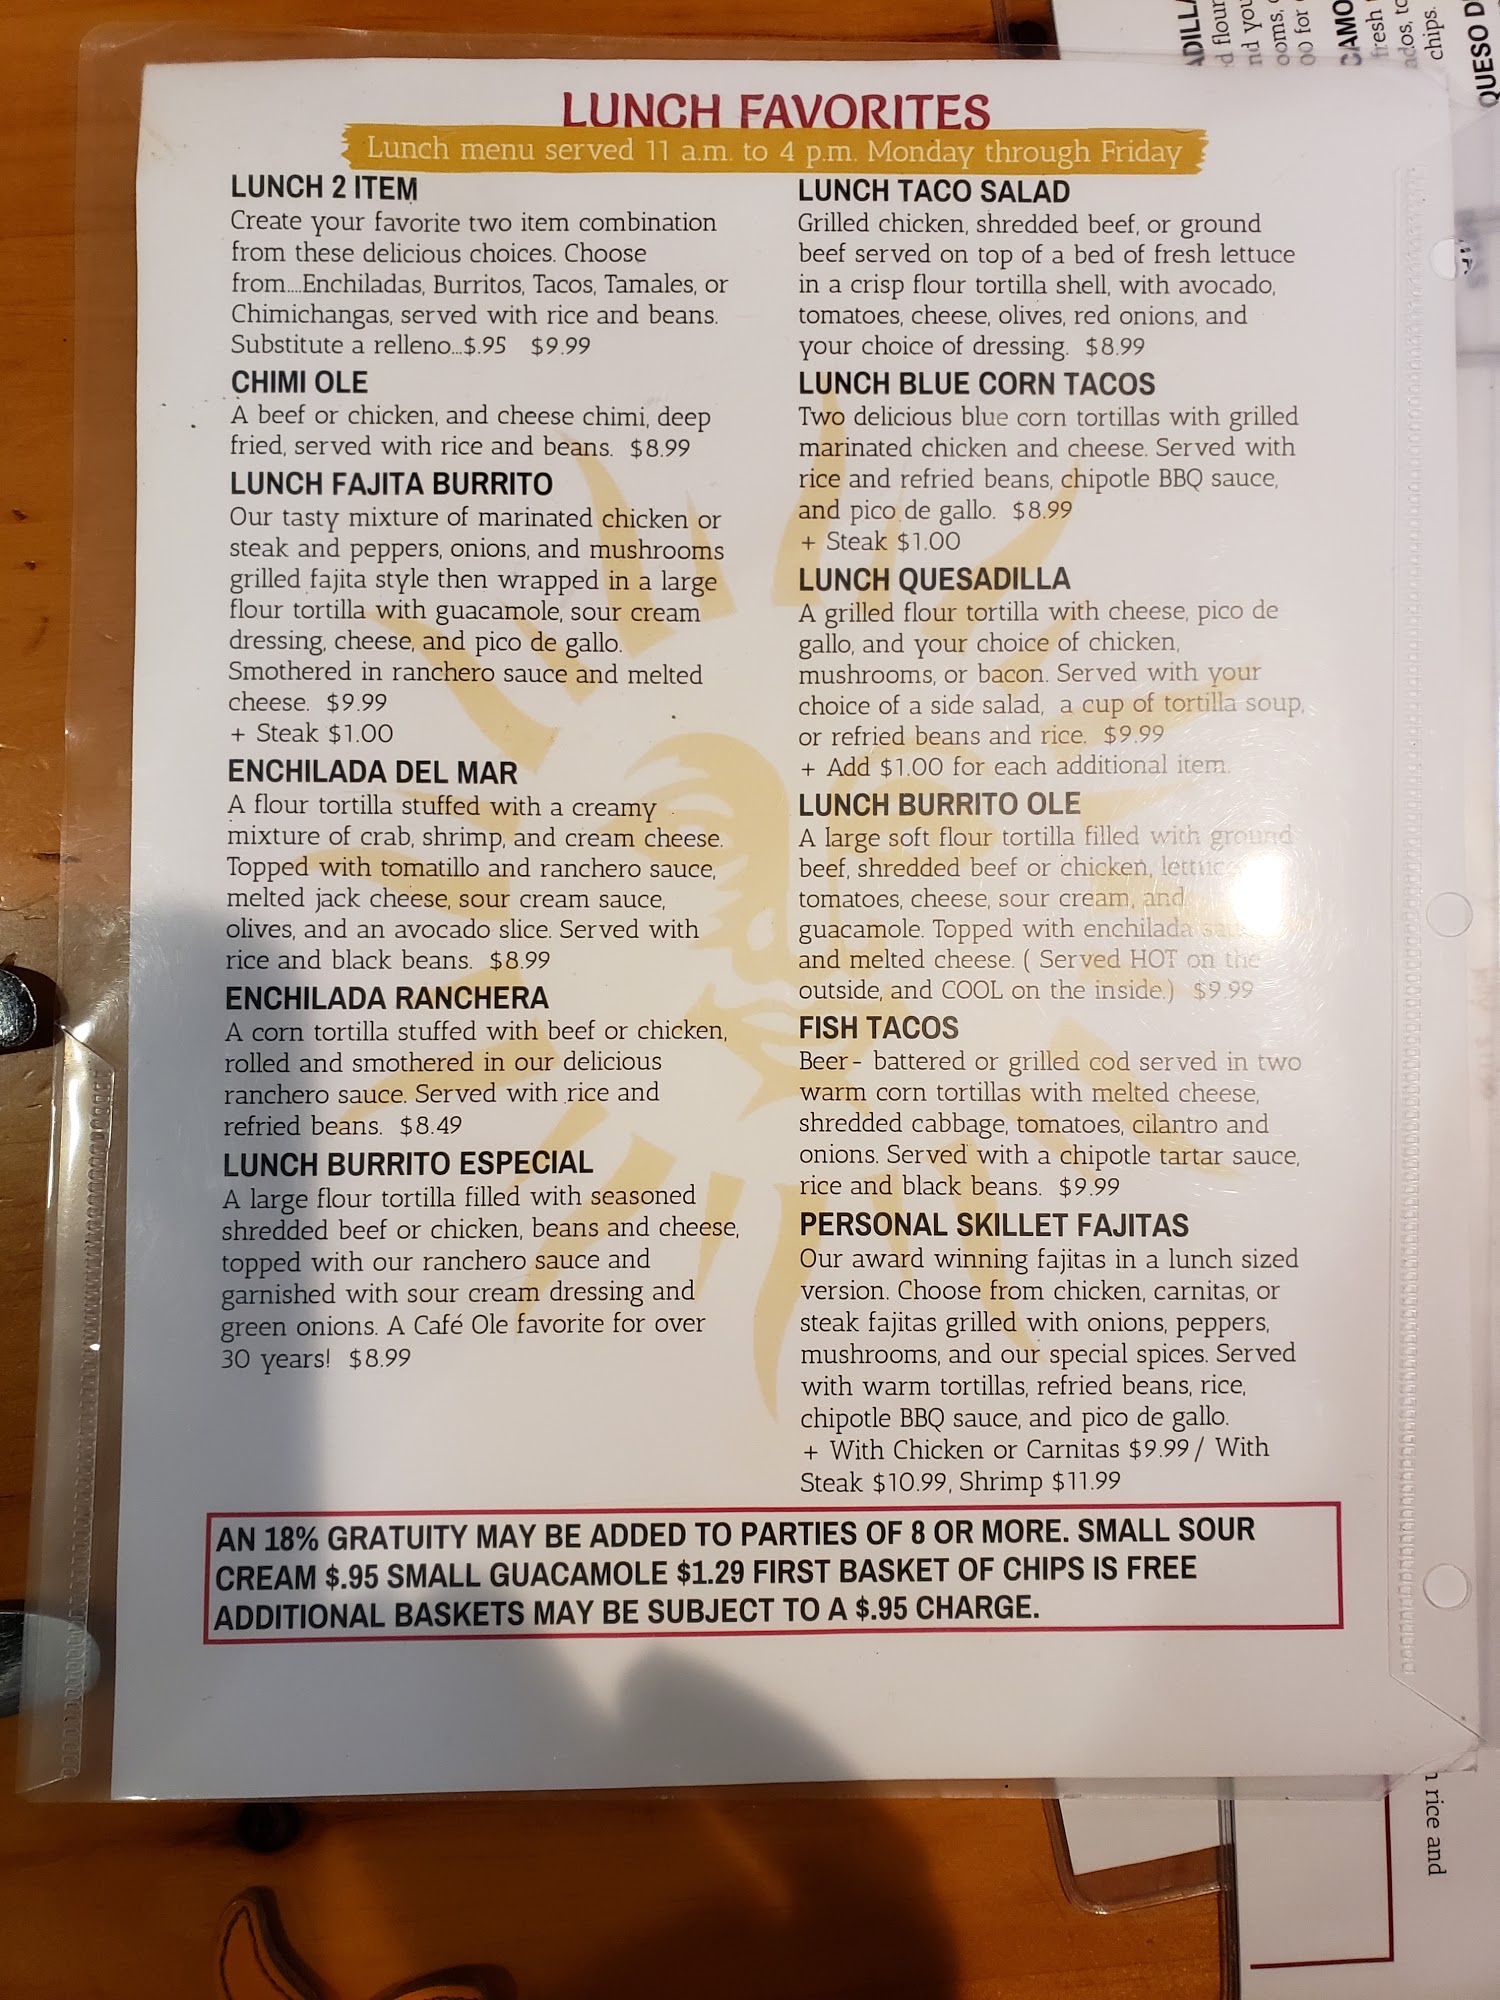 LUNCH FAVORITES
Lunch menu served 11 a.m. to 4 p.m. Monday through Friday
LUNCH 2 ITEM
Create your favorite two item combination
from these delicious choices. Choose
from....Enchiladas, Burritos, Tacos, Tamales, or
Chimichangas, served with rice and beans.
Substitute a relleno...$.95 $9.99
CHIMI OLE
A beef or chicken, and cheese chimi, deep
fried, served with rice and beans. $8.99
LUNCH FAJITA BURRITO
Our tasty mixture of marinated chicken or
steak and peppers, onions, and mushrooms
grilled fajita style then wrapped in a large
flour tortilla with guacamole, sour cream
dressing, cheese, and pico de gallo.
Smothered in ranchero sauce and melted
cheese. $9.99
+ Steak $1.00
ENCHILADA DEL MAR
A flour tortilla stuffed with a creamy
mixture of crab, shrimp, and cream cheese.
Topped with tomatillo and ranchero sauce,
melted jack cheese, sour cream sauce,
olives, and an avocado slice. Served with
rice and black beans. $8.99
ENCHILADA RANCHERA
A corn tortilla stuffed with beef or chicken,
rolled and smothered in our delicious
ranchero sauce. Served with rice and
refried beans. $8.49
LUNCH BURRITO ESPECIAL
A large flour tortilla filled with seasoned
shredded beef or chicken, beans and cheese,
topped with our ranchero sauce and
garnished with sour cream dressing and
green onions. A Café Ole favorite for over
30 years! $8.99
LUNCH TACO SALAD
Grilled chicken, shredded beef, or ground
beef served on top of a bed of fresh lettuce
in a crisp flour tortilla shell, with avocado,
tomatoes, cheese, olives, red onions, and
your choice of dressing. $8.99
LUNCH BLUE CORN TACOS
Two delicious blue corn tortillas with grilled
marinated chicken and cheese. Served with
rice and refried beans, chipotle BBQ sauce,
and pico de gallo. $8.99
+ Steak $1.00
LUNCH QUESADILLA
A grilled flour tortilla with cheese, pico de
gallo, and your choice of chicken,
mushrooms, or bacon. Served with your
choice of a side salad, a cup of tortilla soup,
or refried beans and rice. $9.99
+ Add $1.00 for each additional item.
LUNCH BURRITO OLE
A large soft flour tortilla filled with ground
beef, shredded beef or chicken,
tomatoes, cheese, sour cream, and
guacamole. Topped with enchilada
and melted cheese. ( Served HOT on the
outside, and COOL on the inside.) $9.99
FISH TACOS
Beer- battered or grilled cod served in two
warm corn tortillas with melted cheese,
shredded cabbage, tomatoes, cilantro and
onions. Served with a chipotle tartar sauce,
rice and black beans. $9.99
PERSONAL SKILLET FAJITAS
Our award winning fajitas in a lunch sized
version. Choose from chicken, carnitas, or
steak fajitas grilled with onions, peppers,
mushrooms, and our special spices. Served
with warm tortillas, refried beans, rice,
chipotle BBQ sauce, and pico de gallo.
+ With Chicken or Carnitas $9.99 / With
Steak $10.99, Shrimp $11.99
AN 18% GRATUITY MAY BE ADDED TO PARTIES OF 8 OR MORE. SMALL SOUR
CREAM $.95 SMALL GUACAMOLE $1.29 FIRST BASKET OF CHIPS IS FREE
ADDITIONAL BASKETS MAY BE SUBJECT TO A $.95 CHARGE.
chips.
QUESO
rice and